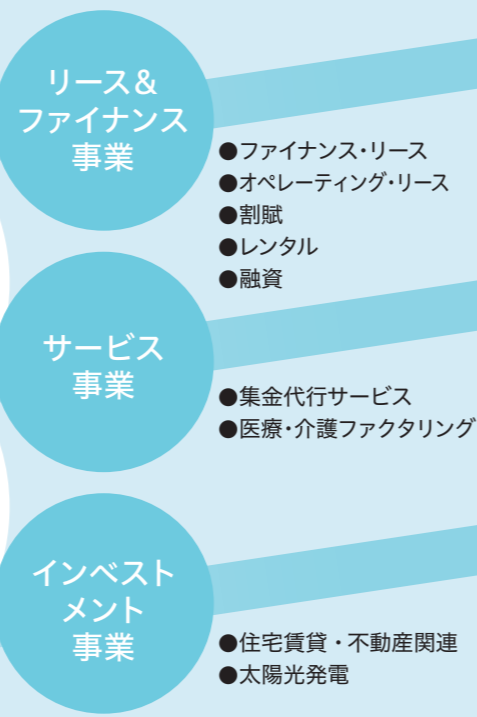 リース＆
ファイナンス
事業
●ファイナンス・リース
●オペレーティング・リース
●割賦
●レンタル
●融資
サービス
事業
●集金代行サービス
●医療・介護ファクタリング
インベスト
メント
事業
●住宅賃貸・不動産関連
●太陽光発電